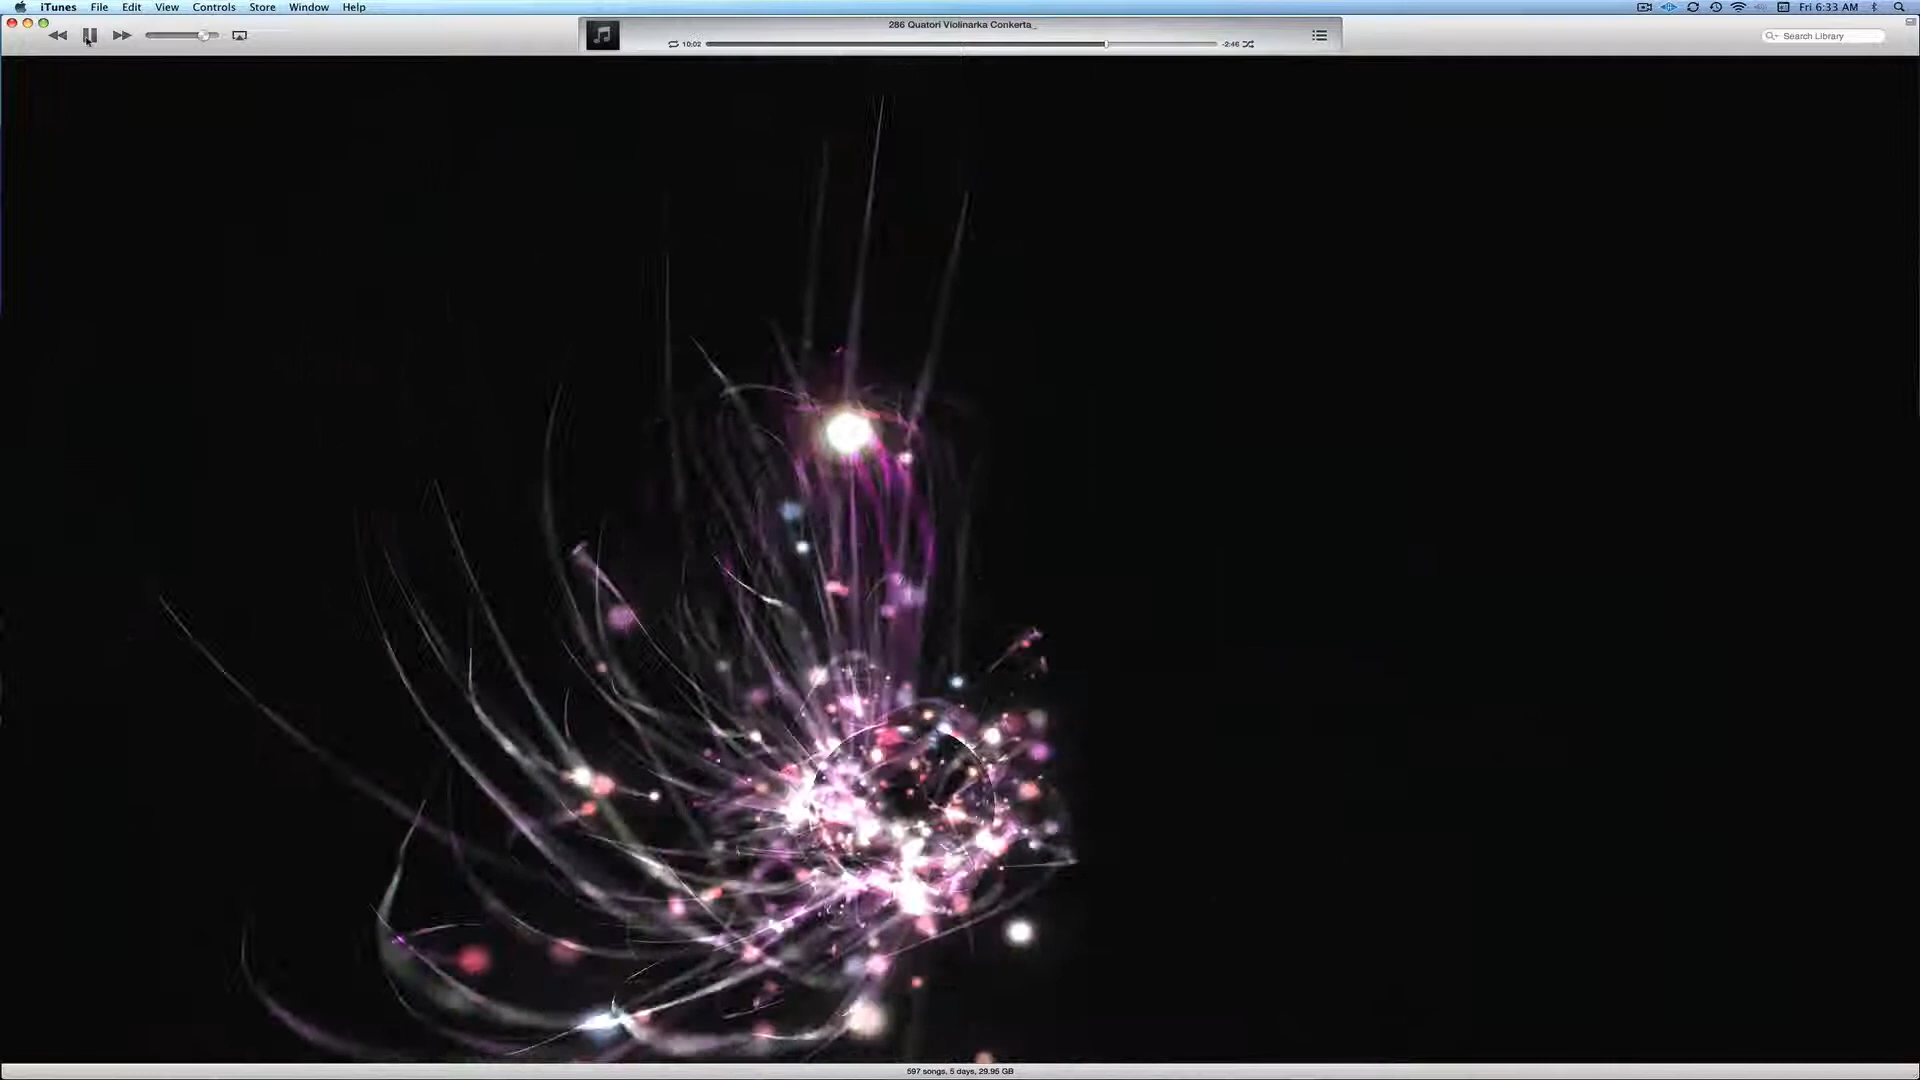 iTunes File Edit View Controls Store Window Help
Fri 6:33 AM
286 Quatori Violinarka Conkerta_
10:02
-2:46
Search Library
597 songs, 5 days, 29.95 GB